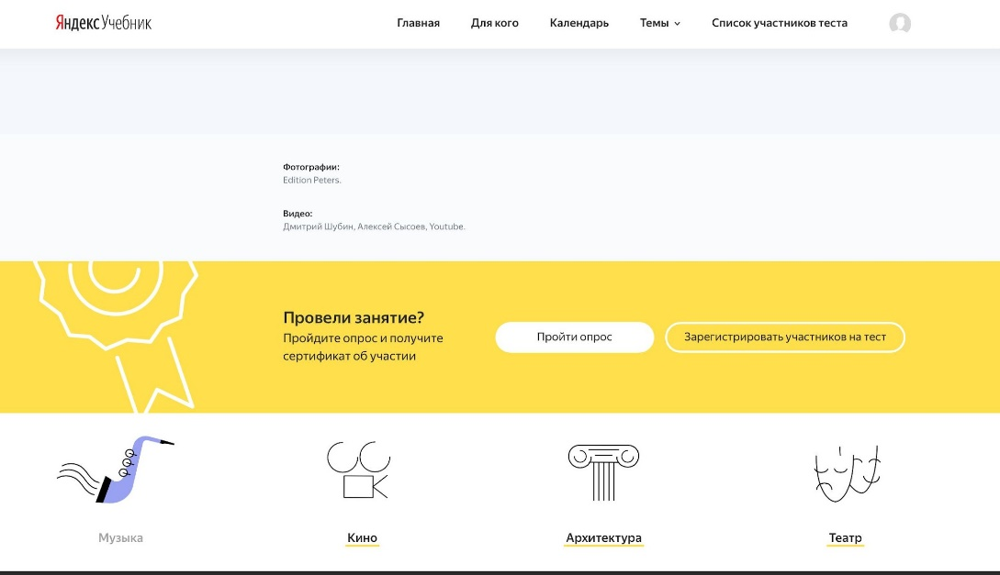 Яндекс Учебник
Главная
Для кого
Календарь
Темы
Список участников теста
Фотографии:
Edition Peters.
Видео:
Дмитрий Шубин, Алексей Сысоев, Youtube.
Провели занятие?
Пройдите опрос и получите
сертификат об участии
Пройти опрос
Зарегистрировать участников на тест
Музыка
Кино
Архитектура
Театр